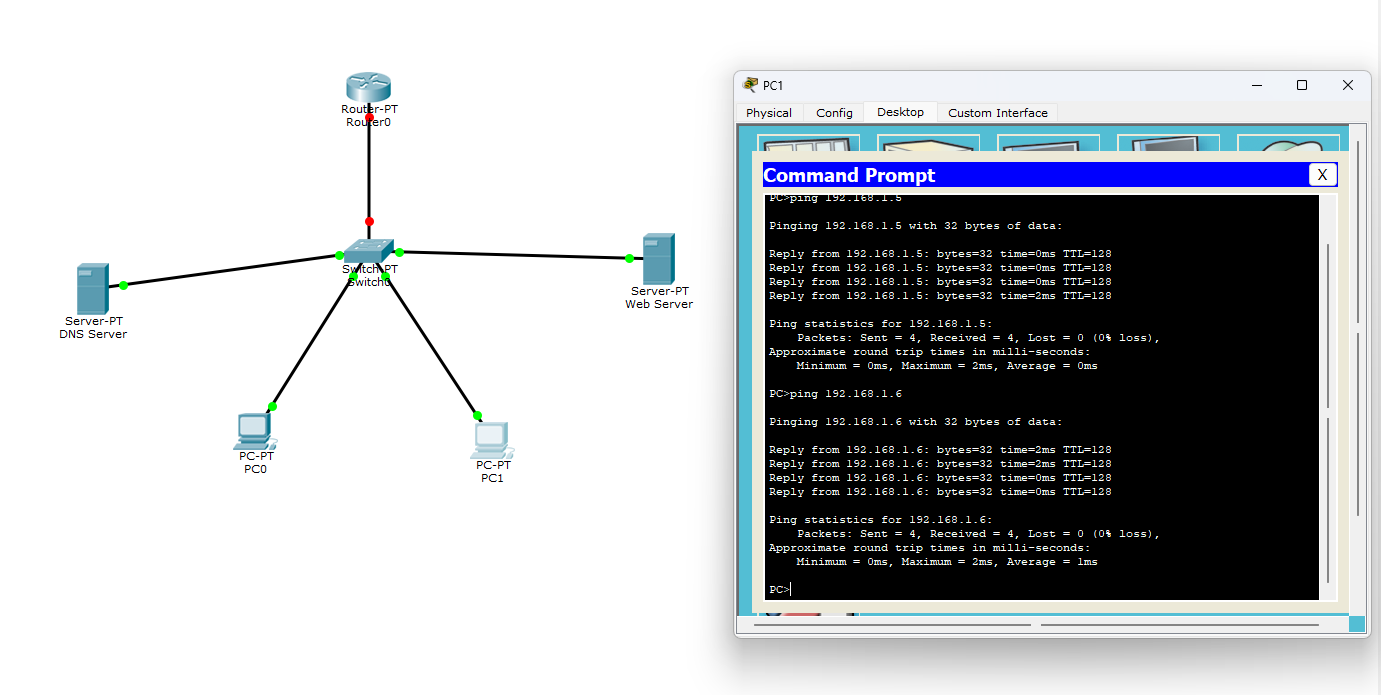 Router-PT
Router0
Switch-PT
Switch0
Server-PT
DNS Server
Server-PT
Web Server
PC-PT
PC0
PC-PT
PC1
PC1
Physical Config Desktop Custom Interface
Command Prompt X
PC>ping 192.168.1.5
Pinging 192.168.1.5 with 32 bytes of data:
Reply from 192.168.1.5: bytes=32 time=0ms TTL=128
Reply from 192.168.1.5: bytes=32 time=0ms TTL=128
Reply from 192.168.1.5: bytes=32 time=0ms TTL=128
Reply from 192.168.1.5: bytes=32 time=2ms TTL=128
Ping statistics for 192.168.1.5:
Packets: Sent = 4, Received = 4, Lost = 0 (0% loss),
Approximate round trip times in milli-seconds:
Minimum = 0ms, Maximum = 2ms, Average = 0ms
PC>ping 192.168.1.6
Pinging 192.168.1.6 with 32 bytes of data:
Reply from 192.168.1.6: bytes=32 time=2ms TTL=128
Reply from 192.168.1.6: bytes=32 time=2ms TTL=128
Reply from 192.168.1.6: bytes=32 time=0ms TTL=128
Reply from 192.168.1.6: bytes=32 time=0ms TTL=128
Ping statistics for 192.168.1.6:
Packets: Sent = 4, Received = 4, Lost = 0 (0% loss),
Approximate round trip times in milli-seconds:
Minimum = 0ms, Maximum = 2ms, Average = 1ms
PC>